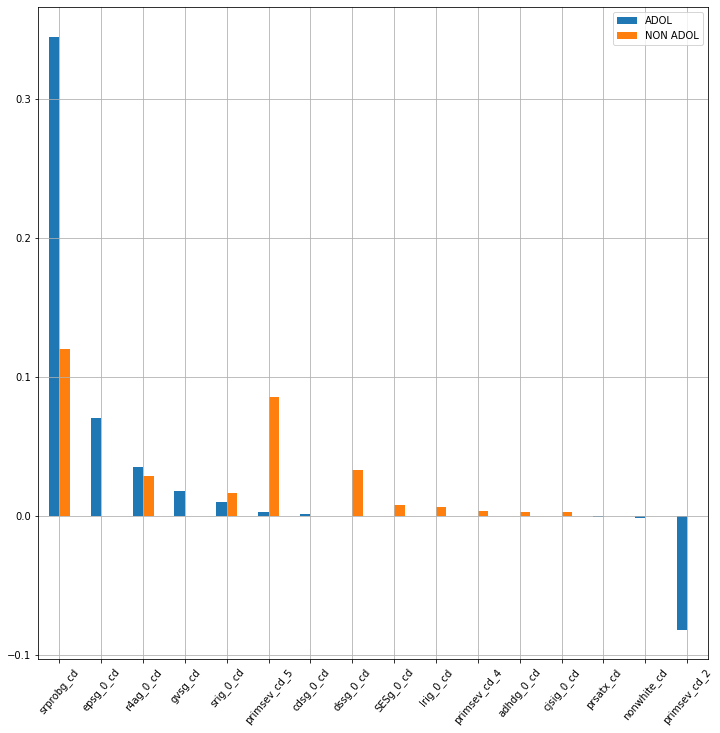 ADOL
NON ADOL
0.3
0.2
0.1
0.0
−0.1
srprobg_cd
epsg_0_cd
r4ag_0_cd
gvsg_cd
srig_0_cd
primsev_cd_5
cdsg_0_cd
dssg_0_cd
SESg_0_cd
lrig_0_cd
primsev_cd_4
adhdg_0_cd
cjsig_0_cd
prsatx_cd
nonwhite_cd
primsev_cd_2